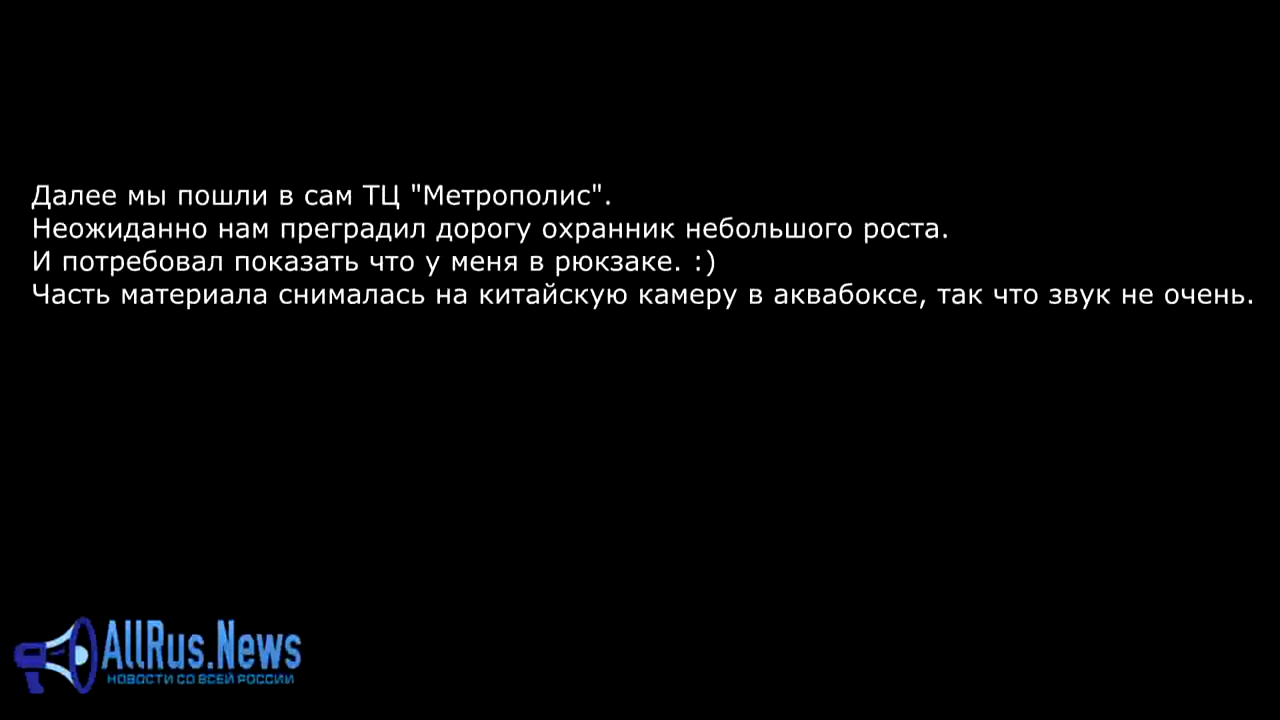 Далее мы пошли в сам ТЦ "Метрополис".
Неожиданно нам преградил дорогу охранник небольшого роста.
И потребовал показать что у меня в рюкзаке. :)
Часть материала снималась на китайскую камеру в аквабоксе, так что звук не очень.
AllRus.News
НОВОСТИ СО ВСЕЙ РОССИИ